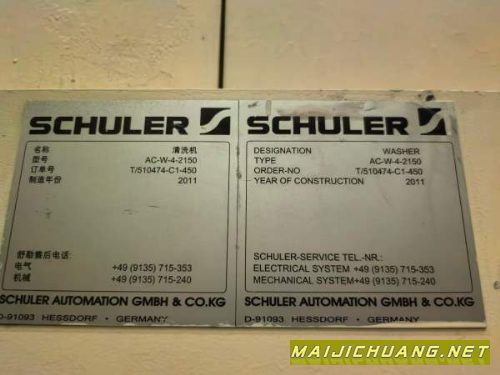 SCHULER
名称 清洗机
型号 AC-W-4-2150
订单号 T/510474-C1-450
制造年份 2011
舒勒售后电话:
电气 +49 (9135) 715-353
机械 +49 (9135) 715-240
SCHULER AUTOMATION GMBH & CO.KG
D-91093 HESSDORF · GERMANY
SCHULER
DESIGNATION WASHER
TYPE AC-W-4-2150
ORDER-NO T/510474-C1-450
YEAR OF CONSTRUCTION 2011
SCHULER-SERVICE TEL.-NR.:
ELECTRICAL SYSTEM +49 (9135) 715-353
MECHANICAL SYSTEM+49 (9135) 715-240
SCHULER AUTOMATION GMBH & CO.KG
D-91093 HESSDORF · GERMANY
MAIJICHUANG.NET